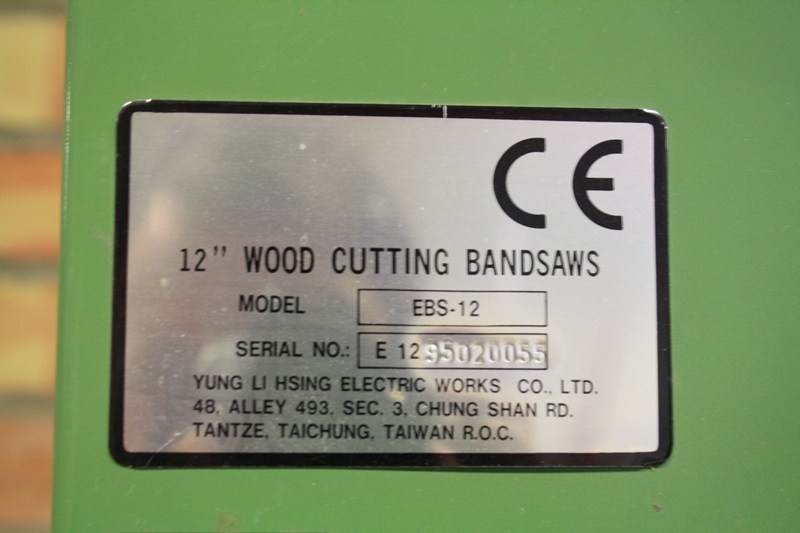 CE
12" WOOD CUTTING BANDSAWS
MODEL EBS-12
SERIAL NO.: E 12 95020055
YUNG LI HSING ELECTRIC WORKS CO., LTD.
48, ALLEY 493, SEC. 3, CHUNG SHAN RD.
TANTZE, TAICHUNG, TAIWAN R.O.C.